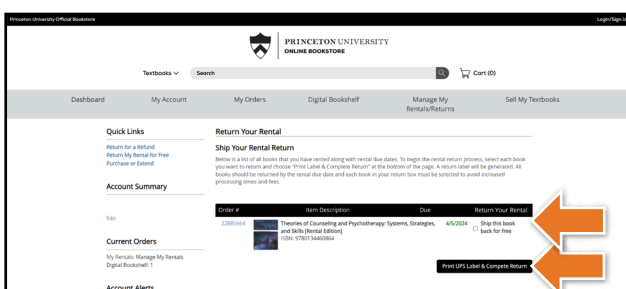 Princeton University Official Bookstore
Login/Sign U
PRINCETON UNIVERSITY
ONLINE BOOKSTORE
Textbooks
Search
Cart (0)
Dashboard
My Account
My Orders
Digital Bookshelf
Manage My
Rentals/Returns
Sell My Textbooks
Quick Links
Return for a Refund
Return My Rental for Free
Purchase or Extend
Account Summary
Edit
Current Orders
My Rentals: Manage My Rentals
Digital Bookshelf: 1
Account Alerts
Return Your Rental
Ship Your Rental Return
Below is a list of all books that you have rented along with rental due dates. To begin the rental return process, select each book
you want to return and choose "Print Label & Complete Return" at the bottom of the page. A return label will be generated. All
books should be returned by the rental due date and each book in your return box must be selected to avoid increased
processing times and fees.
Order #
Item Description
Due
Return Your Rental
22885664
Theories of Counseling and Psychotherapy: Systems, Strategies,
and Skills [Rental Edition]
ISBN: 9780134460864
4/5/2024
Ship this book
back for free
Print UPS Label & Compete Return